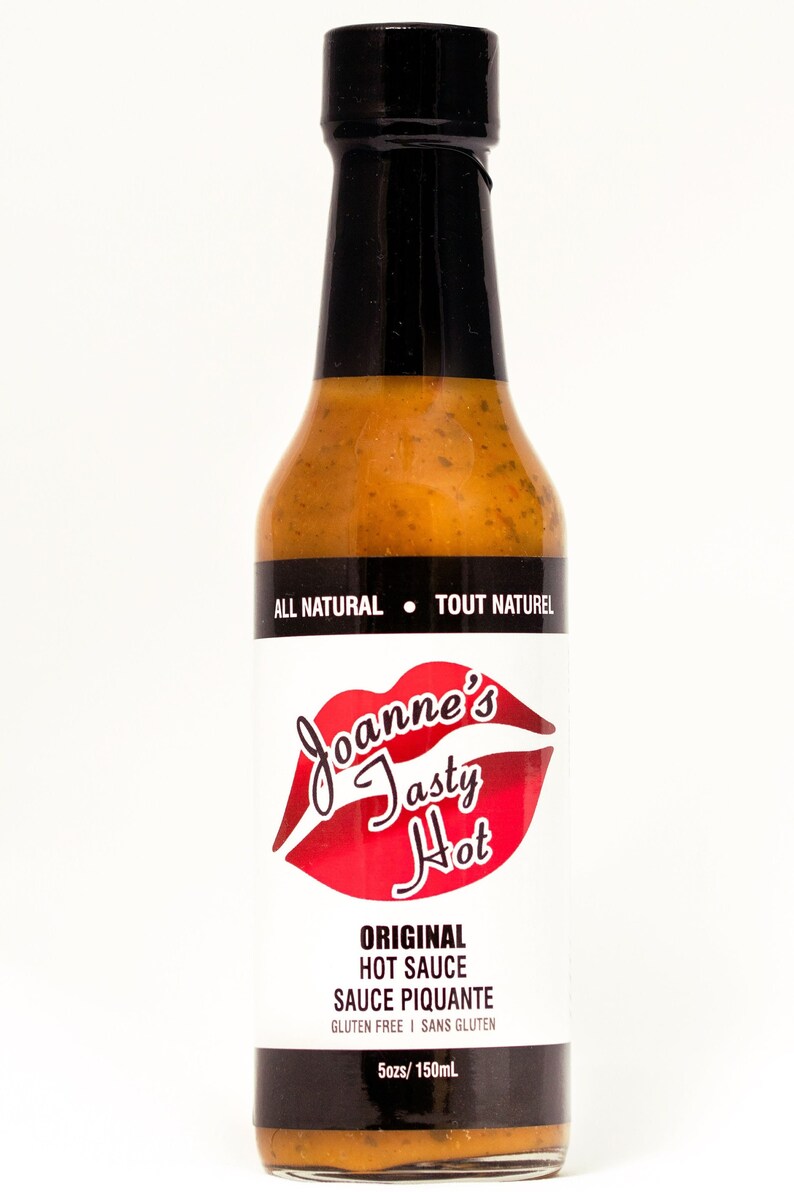 ALL NATURAL • TOUT NATUREL
Joanne's
Tasty
Hot
ORIGINAL
HOT SAUCE
SAUCE PIQUANTE
GLUTEN FREE | SANS GLUTEN
5ozs/ 150mL